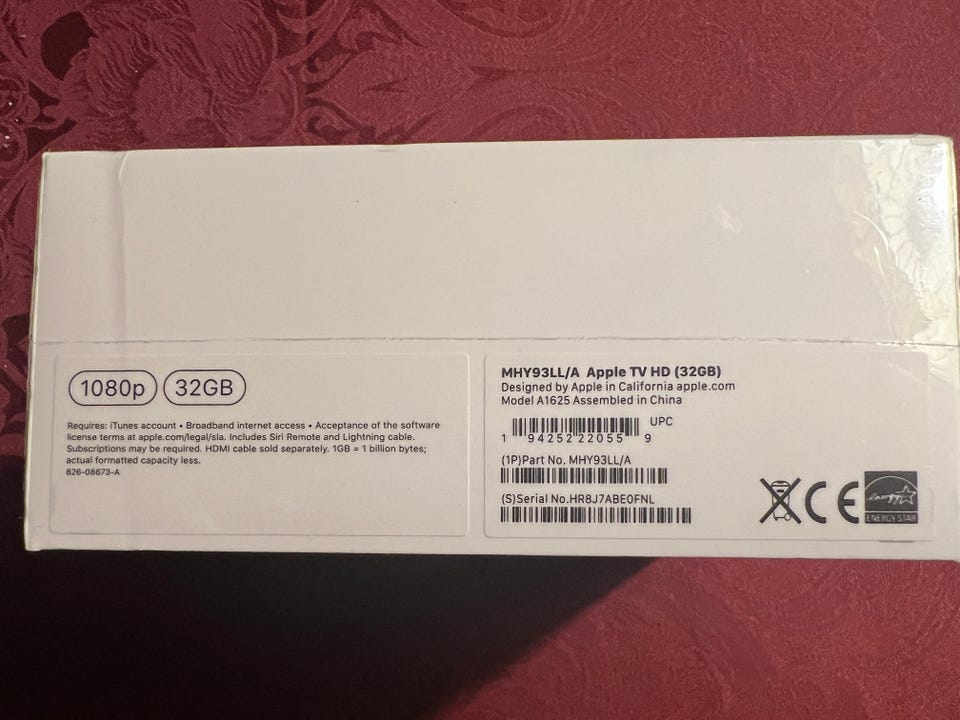 1080p 32GB
Requires: iTunes account • Broadband internet access • Acceptance of the software
license terms at apple.com/legal/sla. Includes Siri Remote and Lightning cable.
Subscriptions may be required. HDMI cable sold separately. 1GB = 1 billion bytes;
actual formatted capacity less.
826-08673-A
MHY93LL/A Apple TV HD (32GB)
Designed by Apple in California apple.com
Model A1625 Assembled in China
UPC
1 94252 22055 9
(1P)Part No. MHY93LL/A
(S)Serial No.HR8J7ABE0FNL
CE
energy
ENERGY STAR